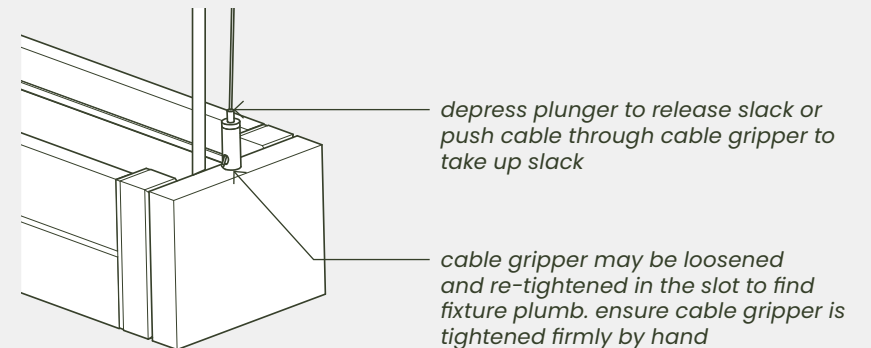 depress plunger to release slack or
push cable through cable gripper to
take up slack
cable gripper may be loosened
and re-tightened in the slot to find
fixture plumb. ensure cable gripper is
tightened firmly by hand